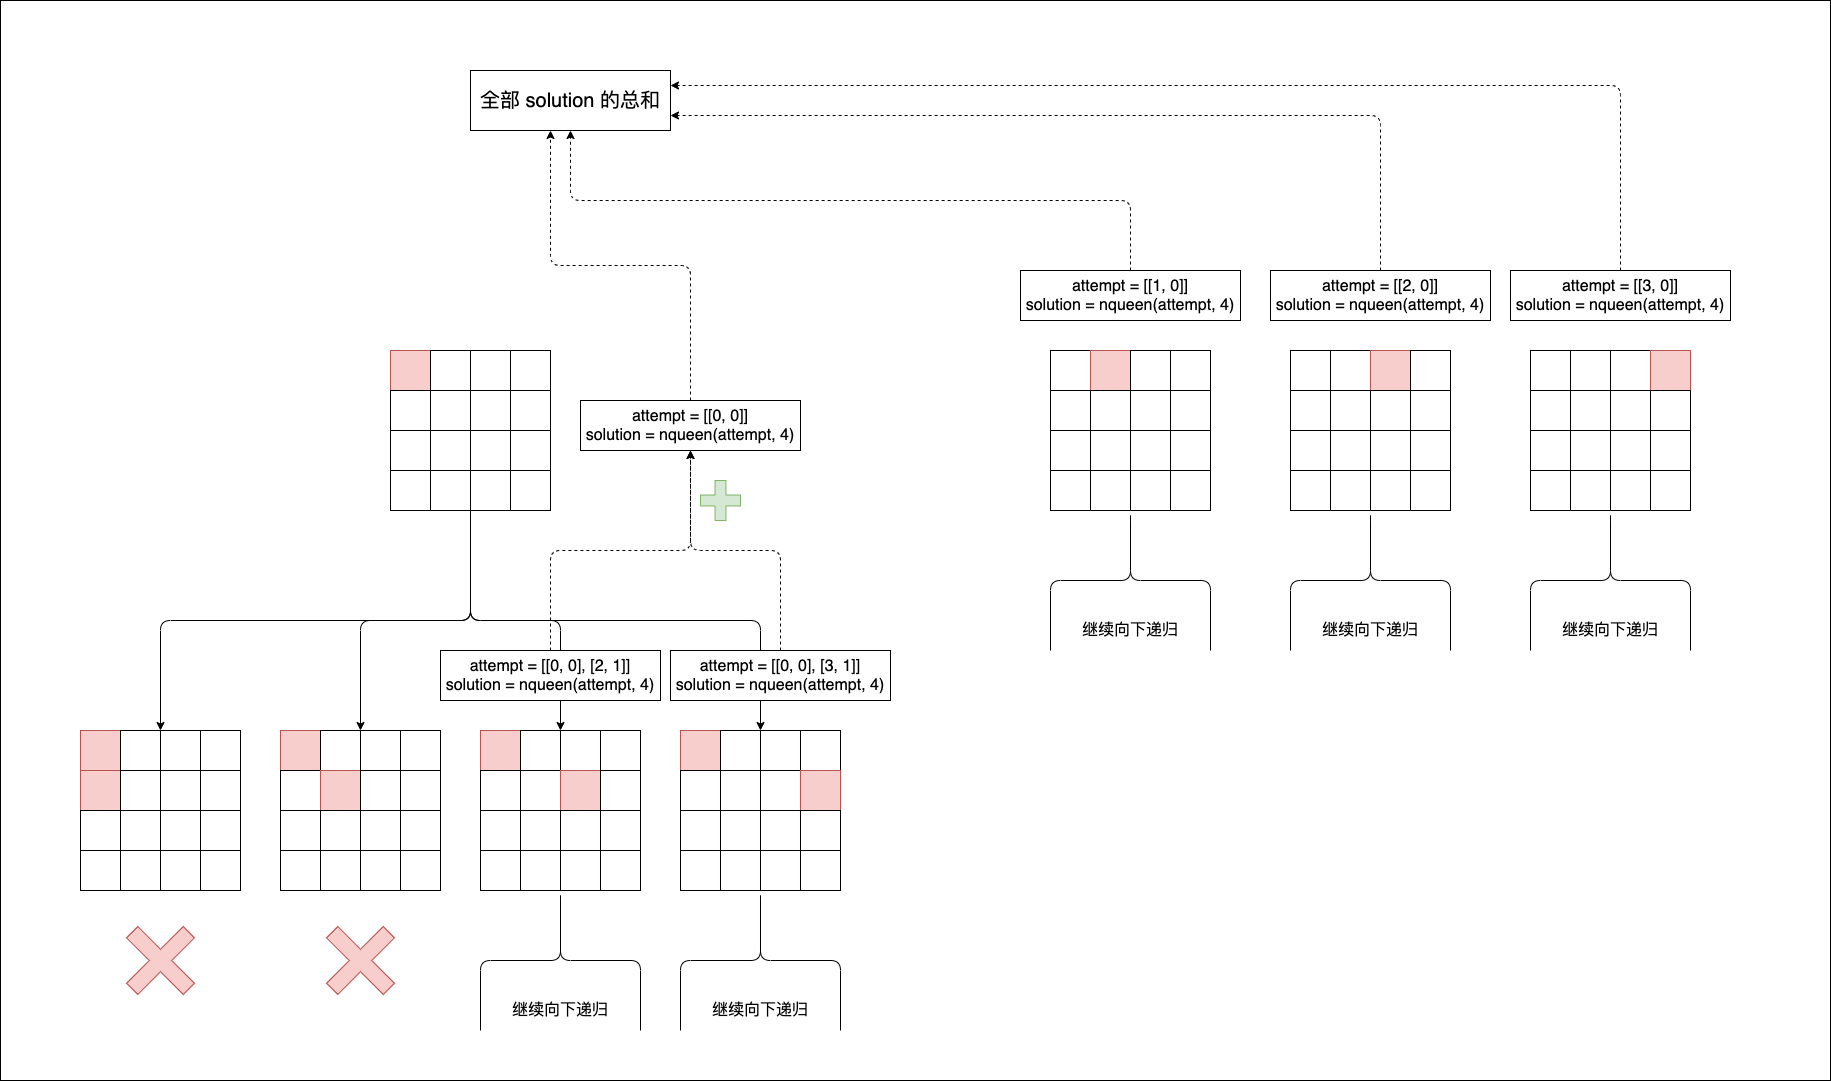 全部 solution 的总和
attempt = [[1, 0]]
solution = nqueen(attempt, 4)
attempt = [[2, 0]]
solution = nqueen(attempt, 4)
attempt = [[3, 0]]
solution = nqueen(attempt, 4)
attempt = [[0, 0]]
solution = nqueen(attempt, 4)
继续向下递归
继续向下递归
继续向下递归
attempt = [[0, 0], [2, 1]]
solution = nqueen(attempt, 4)
attempt = [[0, 0], [3, 1]]
solution = nqueen(attempt, 4)
继续向下递归
继续向下递归